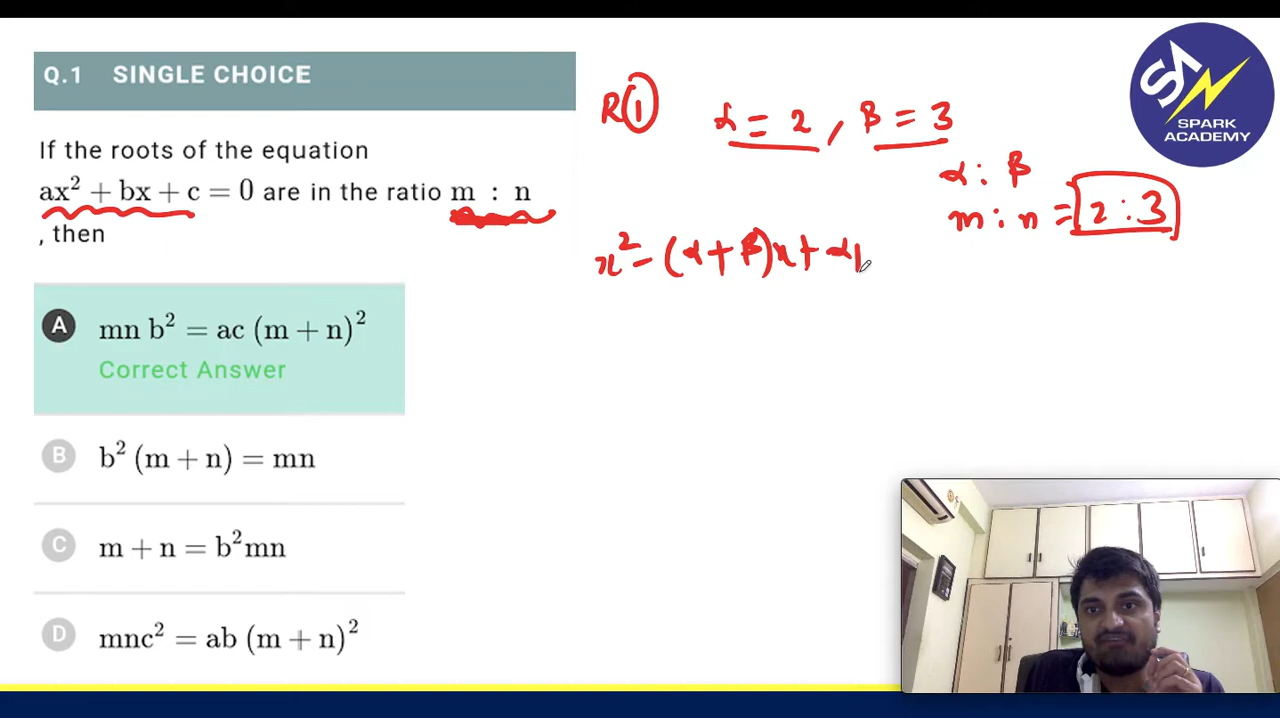 Q.1 SINGLE CHOICE
If the roots of the equation
ax² + bx + c = 0 are in the ratio m : n
, then
A mn b² = ac (m + n)²
Correct Answer
B b² (m + n) = mn
C m + n = b²mn
D mnc² = ab (m + n)²
R①
α = 2 , β = 3
α : β
m : n = 2 : 3
x² - (α + β)x + α
SPARK
ACADEMY